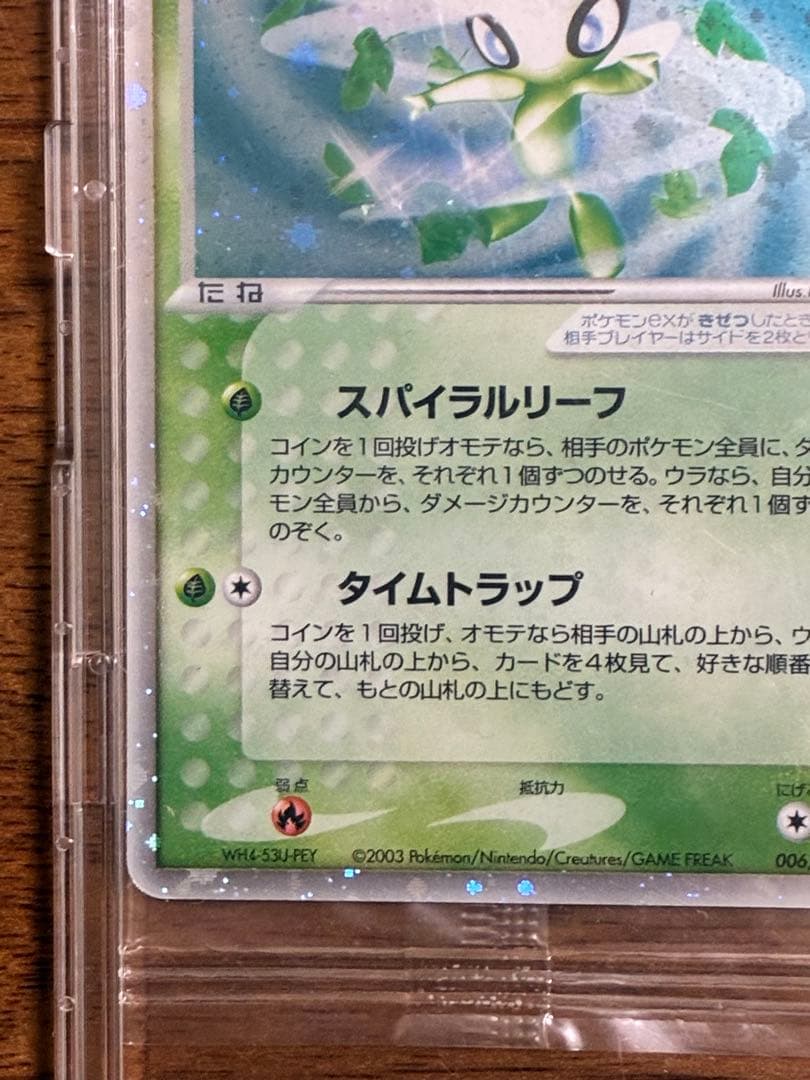 たね
Illus.
ポケモンexがきぜつしたとき
相手プレイヤーはサイドを2枚と
スパイラルリーフ
コインを1回投げオモテなら、相手のポケモン全員に、ダ
カウンターを、それぞれ1個ずつのせる。ウラなら、自分
モン全員から、ダメージカウンターを、それぞれ1個ず
のぞく。
タイムトラップ
コインを1回投げ、オモテなら相手の山札の上から、ウ
自分の山札の上から、カードを4枚見て、好きな順番
替えて、もとの山札の上にもどす。
弱点 抵抗力 にげ
WH4-53U-PEY ©2003 Pokémon/Nintendo/Creatures/GAME FREAK 006